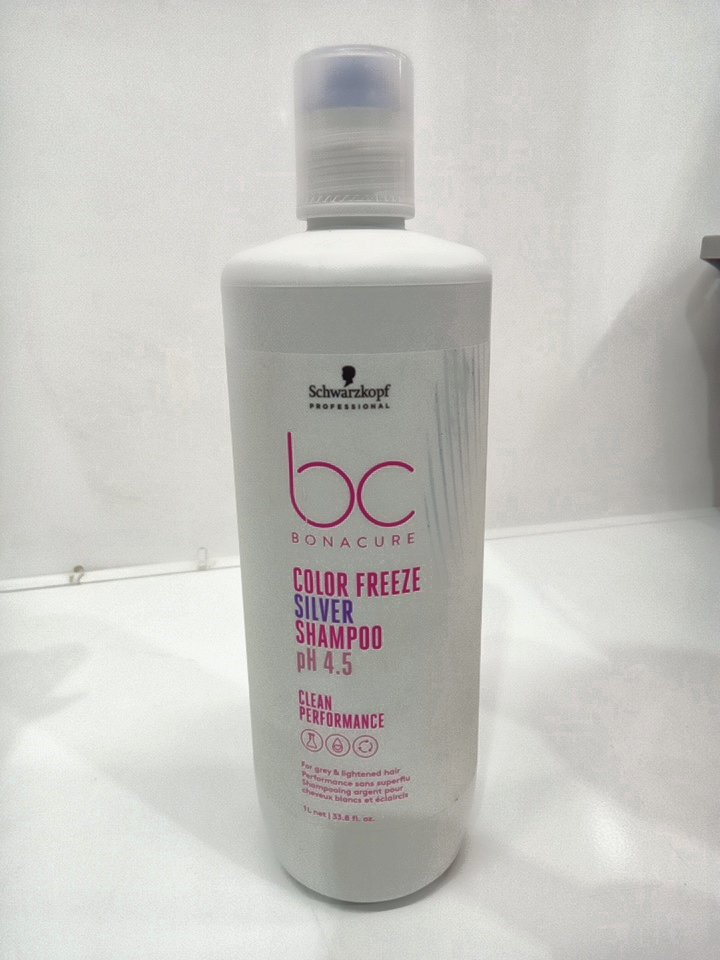 Schwarzkopf
PROFESSIONAL
bc
BONACURE
COLOR FREEZE
SILVER
SHAMPOO
pH 4.5
CLEAN
PERFORMANCE
For grey & lightened hair
Performance sans superflu
Shampooing argent pour
cheveux blancs et éclaircis
1 L net | 33.8 fl. oz.